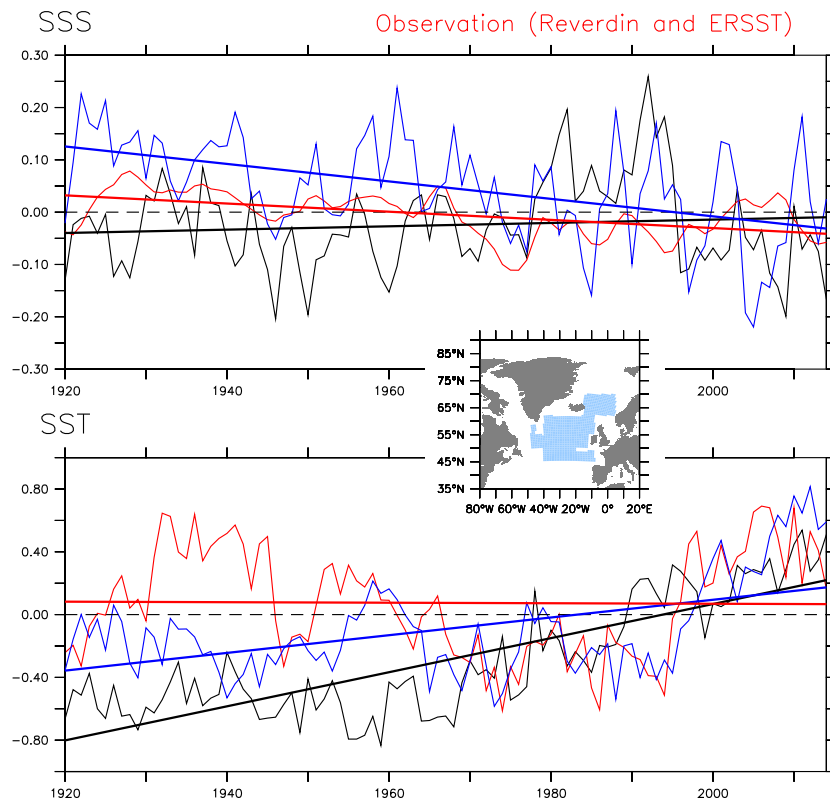 SSS
Observation (Reverdin and ERSST)
0.30
0.20
0.10
0.00
−0.10
−0.20
−0.30
1920 1940 1960 2000
85°N
75°N
65°N
55°N
45°N
35°N
80°W 60°W 40°W 20°W 0° 20°E
SST
0.80
0.40
0.00
−0.40
−0.80
1920 1940 1960 1980 2000